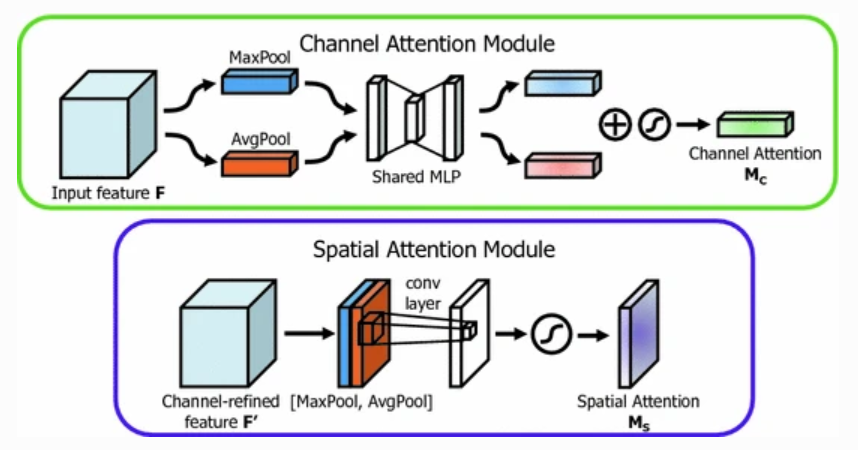 Channel Attention Module
MaxPool
AvgPool
Input feature F
Shared MLP
Channel Attention
Mc
Spatial Attention Module
conv
layer
Channel-refined
feature F’
[MaxPool, AvgPool]
Spatial Attention
Ms